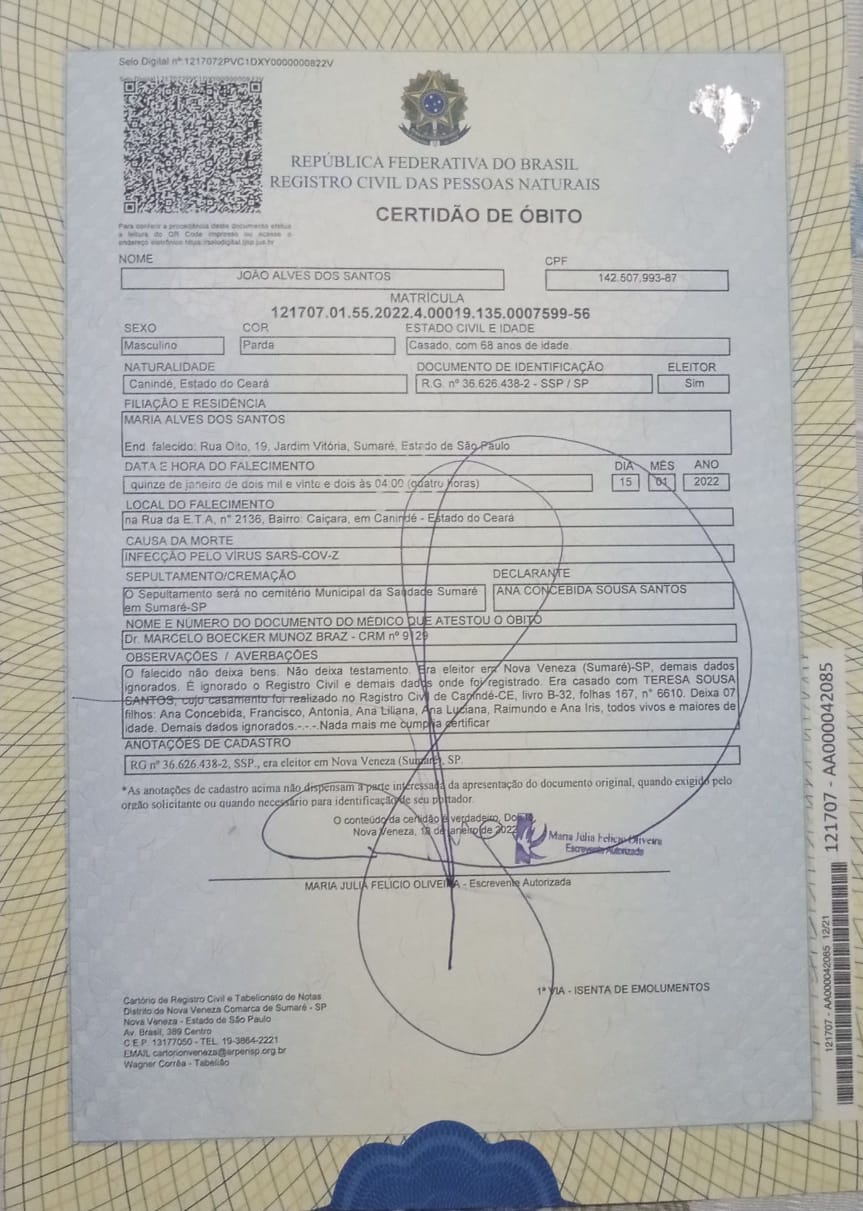 Selo Digital nº 1217072PVC1DXY0000000822V
REPÚBLICA FEDERATIVA DO BRASIL
REGISTRO CIVIL DAS PESSOAS NATURAIS
CERTIDÃO DE ÓBITO
Para conferir a procedência deste documento efetue
a leitura do QR Code impresso ou acesse o
endereço eletrônico https://selodigital.tjsp.jus.br
NOME
CPF
JOÃO ALVES DOS SANTOS
142.507.993-87
MATRÍCULA
121707.01.55.2022.4.00019.135.0007599-56
SEXO
COR
ESTADO CIVIL E IDADE
Masculino
Parda
Casado, com 68 anos de idade.
NATURALIDADE
DOCUMENTO DE IDENTIFICAÇÃO
ELEITOR
Canindé, Estado do Ceará
R.G. nº 36.626.438-2 - SSP / SP
Sim
FILIAÇÃO E RESIDÊNCIA
MARIA ALVES DOS SANTOS
End. falecido: Rua Oito, 19, Jardim Vitória, Sumaré, Estado de São Paulo
DATA E HORA DO FALECIMENTO
DIA
MÊS
ANO
quinze de janeiro de dois mil e vinte e dois às 04:00 (quatro horas)
15
01
2022
LOCAL DO FALECIMENTO
na Rua da E.T.A, n° 2136, Bairro: Caiçara, em Canindé - Estado do Ceará
CAUSA DA MORTE
INFECÇÃO PELO VÍRUS SARS-COV-Z
SEPULTAMENTO/CREMAÇÃO
DECLARANTE
O Sepultamento será no cemitério Municipal da Saudade Sumaré
em Sumaré-SP
ANA CONCEBIDA SOUSA SANTOS
NOME E NÚMERO DO DOCUMENTO DO MÉDICO QUE ATESTOU O ÓBITO
Dr. MARCELO BOECKER MUNOZ BRAZ - CRM nº
OBSERVAÇÕES / AVERBAÇÕES
O falecido não deixa bens. Não deixa testamento. Era eleitor em Nova Veneza (Sumaré)-SP, demais dados
ignorados. É ignorado o Registro Civil e demais dados onde foi registrado. Era casado com TERESA SOUSA
SANTOS, cujo casamento foi realizado no Registro Civil de Canindé-CE, livro B-32, folhas 167, n° 6610. Deixa 07
filhos: Ana Concebida, Francisco, Antonia, Ana Liliana, Ana Luciana, Raimundo e Ana Iris, todos vivos e maiores de
idade. Demais dados ignorados.-.-.-.Nada mais me cumpria certificar
ANOTAÇÕES DE CADASTRO
RG nº 36.626.438-2, SSP., era eleitor em Nova Veneza (Sumaré), SP.
*As anotações de cadastro acima não dispensam a parte interessada da apresentação do documento original, quando exigido pelo
orgão solicitante ou quando necessário para identificação de seu portador.
O conteúdo da certidão é verdadeiro. Dou fé.
Nova Veneza, de janeiro de 2022
Maria Júlia Felício Oliveira
Escrevente Autorizada
MARIA JULIA FELÍCIO OLIVEIRA - Escrevente Autorizada
1ª VIA - ISENTA DE EMOLUMENTOS
Cartório de Registro Civil e Tabelionato de Notas
Distrito de Nova Veneza Comarca de Sumaré - SP
Nova Veneza - Estado de São Paulo
Av. Brasil, 389 Centro
C.E.P. 13177050 - TEL. 19-3864-2221
EMAIL cartorionveneza@arpensp.org.br
Wagner Corrêa - Tabelião
121707 - AA000042085
121707 - AA000042085 12/21